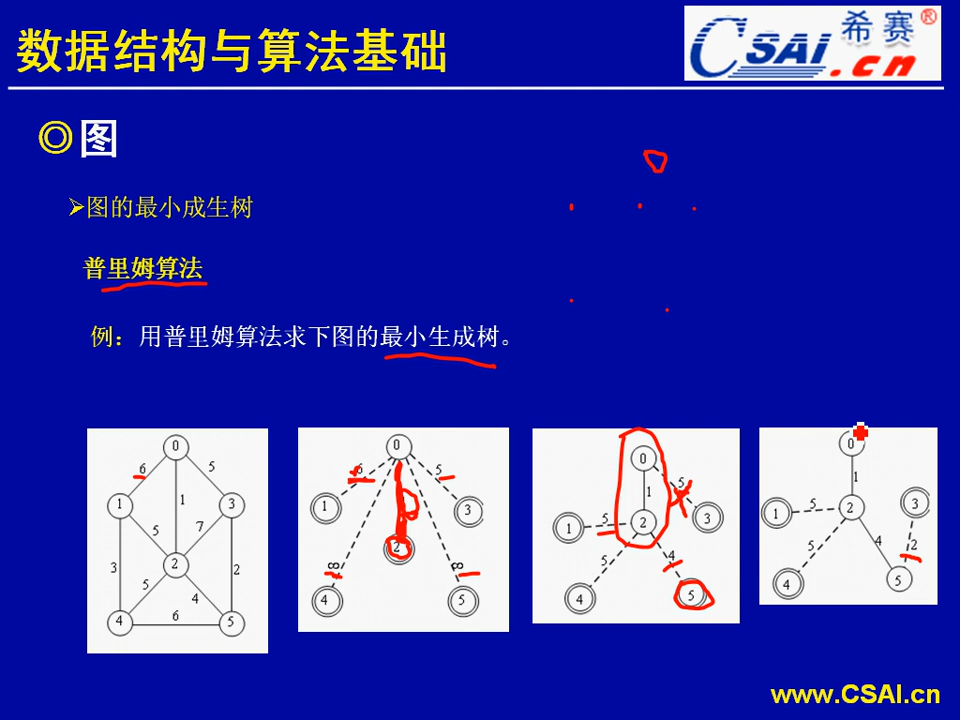 数据结构与算法基础
CSAI 希赛®
.cn
◎图
➢图的最小成生树
普里姆算法
例：用普里姆算法求下图的最小生成树。
0
6 5
1 1 3
5 7
2
3 5 4 2
4 6 5
0
6 5
1 3
2
∞ ∞
4 5
0
1 5
1 5 2 3
5 4
4 5
0
1
1 5 2 3
5 4 2
4 5
www.CSAI.cn